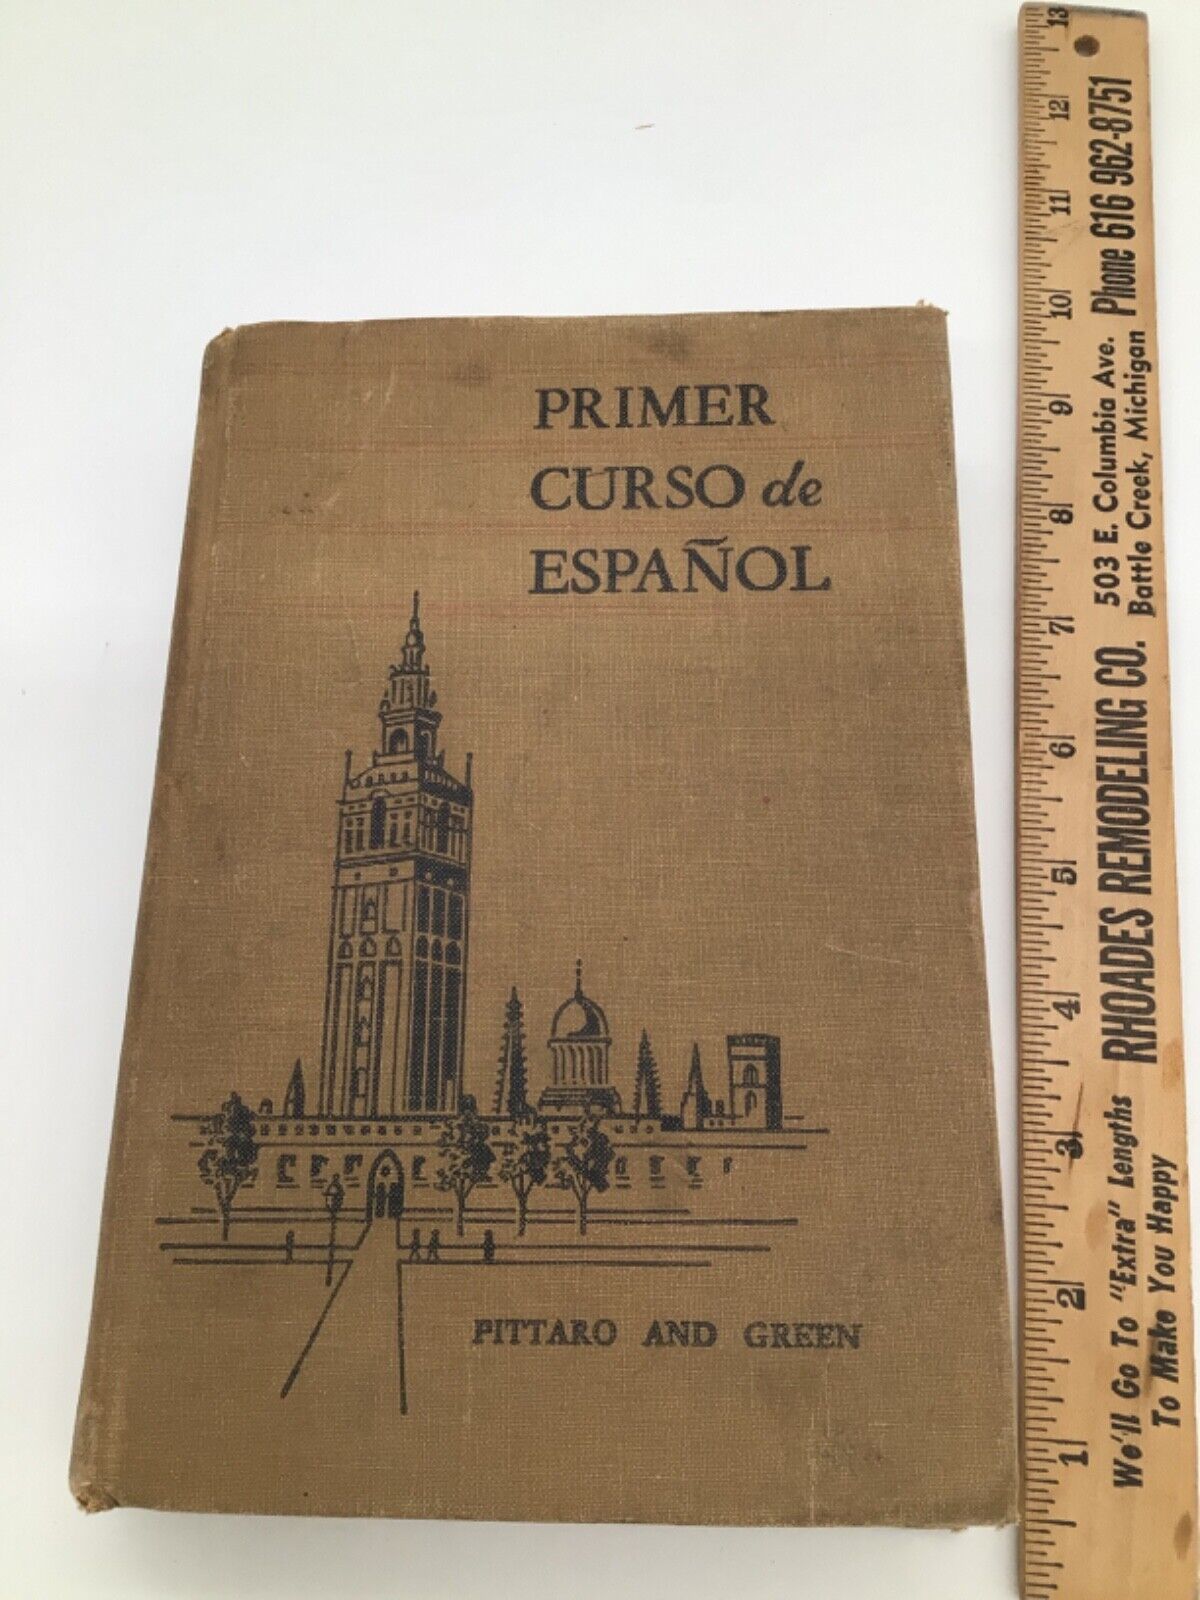 PRIMER
CURSO de
ESPAÑOL
PITTARO AND GREEN
We'll Go To "Extra" Lengths
To Make You Happy
RHOADES REMODELING CO.
503 E. Columbia Ave.
Battle Creek, Michigan
Phone 616 962-8751
1
2
3
4
5
6
7
8
9
10
11
12
13